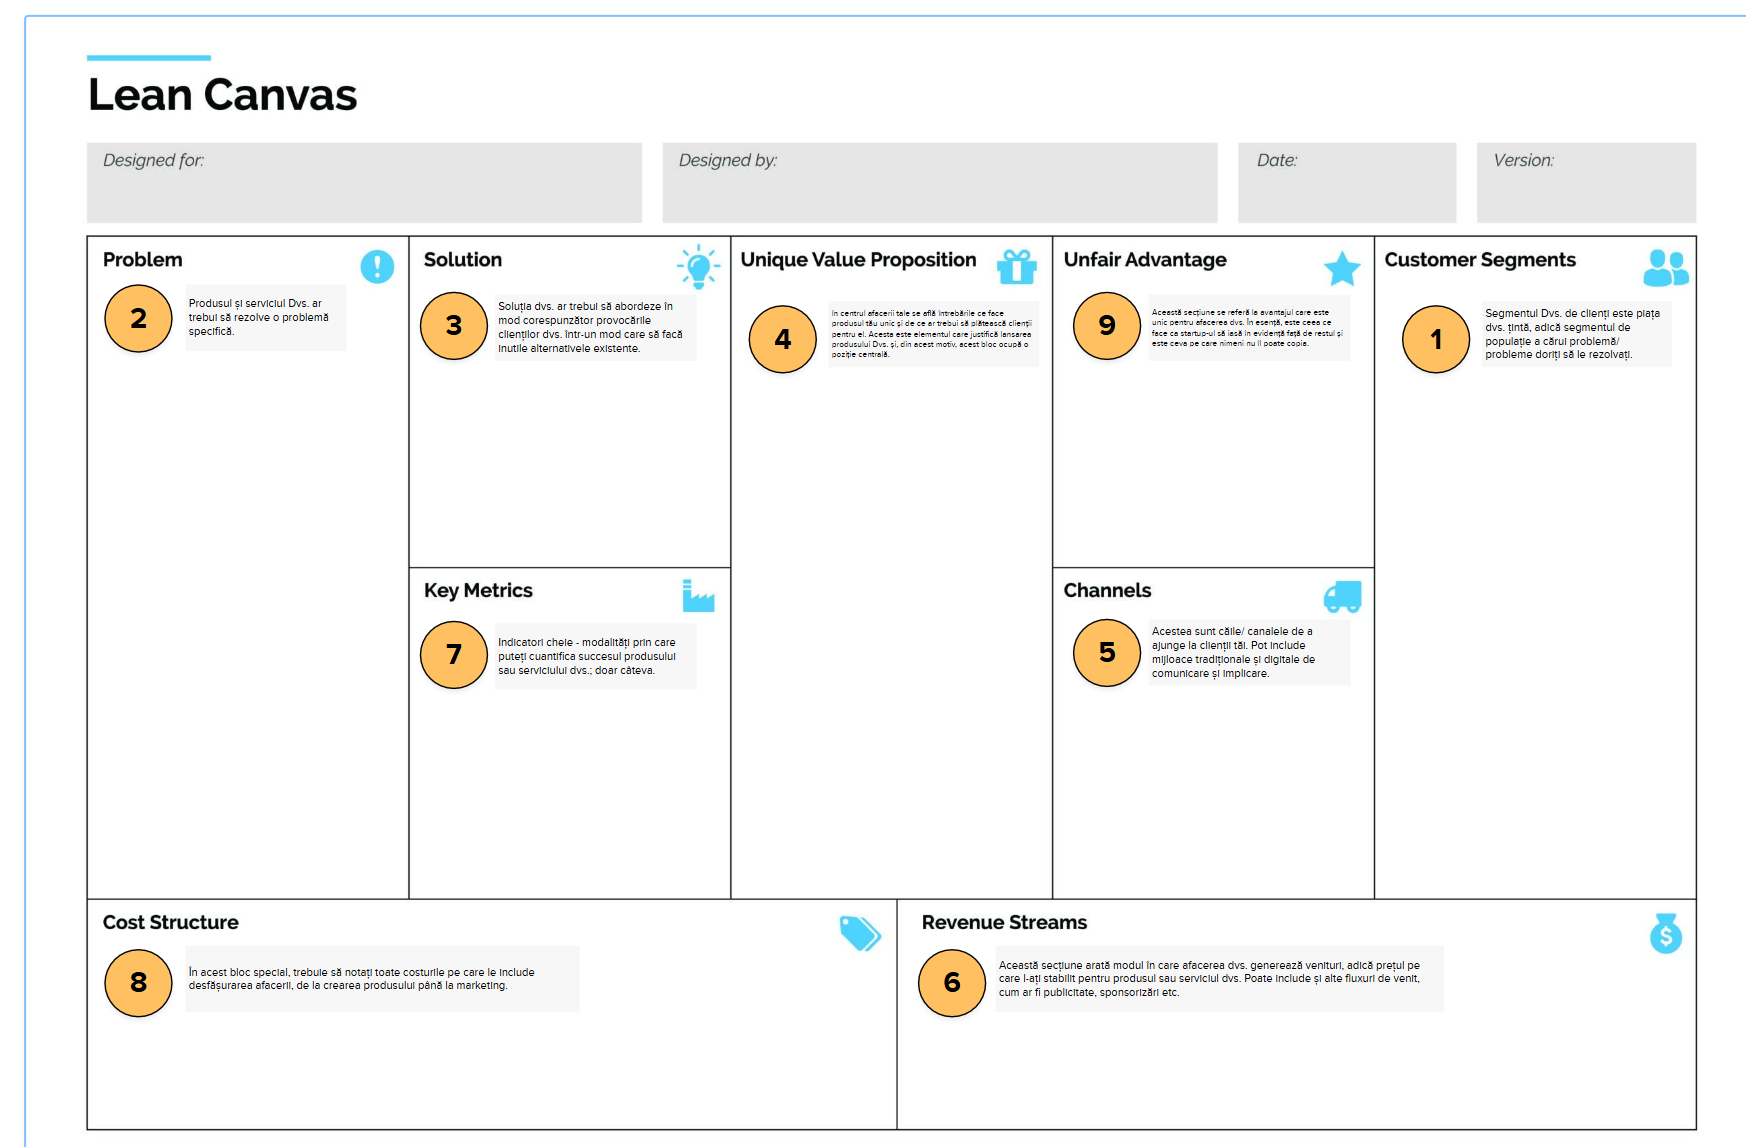 Lean Canvas
Designed for:
Designed by:
Date:
Version:
Problem
2
Produsul și serviciul Dvs. ar
trebui să rezolve o problemă
specifică.
Solution
3
Soluția dvs. ar trebui să abordeze în
mod corespunzător provocările
clienților dvs. într-un mod care să facă
inutile alternativele existente.
Key Metrics
7
Indicatori cheie - modalități prin care
puteți cuantifica succesul produsului
sau serviciului dvs.; doar câteva.
Unique Value Proposition
4
În centrul afacerii tale se află întrebările ce face
produsul tău unic și de ce ar trebui să plătească clienții
pentru el. Acesta este elementul care justifică lansarea
produsului Dvs. și, din acest motiv, acest bloc ocupă o
poziție centrală.
Unfair Advantage
9
Această secțiune se referă la avantajul care este
unic pentru afacerea dvs. În esență, este ceea ce
face ca startup-ul să iasă în evidență față de restul și
este ceva pe care nimeni nu îl poate copia.
Channels
5
Acestea sunt căile/ canalele de a
ajunge la clienții tăi. Pot include
mijloace tradiționale și digitale de
comunicare și implicare.
Customer Segments
1
Segmentul Dvs. de clienți este piața
dvs. țintă, adică segmentul de
populație a cărui problemă/
probleme doriți să le rezolvați.
Cost Structure
8
În acest bloc special, trebuie să notați toate costurile pe care le include
desfășurarea afacerii, de la crearea produsului până la marketing.
Revenue Streams
6
Această secțiune arată modul în care afacerea dvs. generează venituri, adică prețul pe
care l-ați stabilit pentru produsul sau serviciul dvs. Poate include și alte fluxuri de venit,
cum ar fi publicitate, sponsorizări etc.